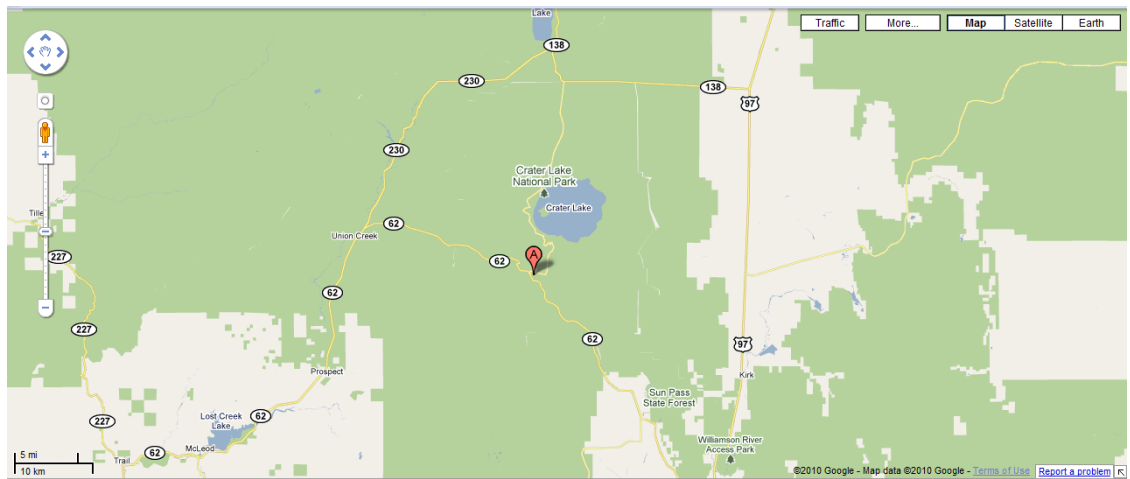 Lake
Traffic
More...
Map
Satellite
Earth
138
230
138
97
230
Crater Lake
National Park
Crater Lake
Tille
62
Union Creek
227
62
A
62
227
62
97
Prospect
Kirk
Sun Pass
State Forest
227
Lost Creek
Lake
62
Williamson River
Access Park
62
McLeod
Trail
5 mi
10 km
©2010 Google - Map data ©2010 Google - Terms of Use
Report a problem